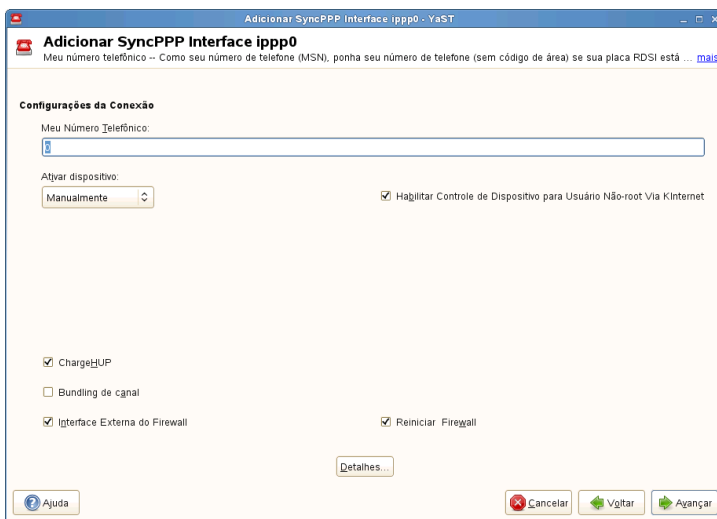 Adicionar SyncPPP Interface ippp0 - YaST
Adicionar SyncPPP Interface ippp0
Meu número telefônico -- Como seu número de telefone (MSN), ponha seu número de telefone (sem código de área) se sua placa RDSI está ... mais
Configurações da Conexão
Meu Número Telefônico:
0
Ativar dispositivo:
Manualmente
Habilitar Controle de Dispositivo para Usuário Não-root Via KInternet
ChargeHUP
Bundling de canal
Interface Externa do Firewall
Reiniciar Firewall
Detalhes...
Ajuda
Cancelar
Voltar
Avançar